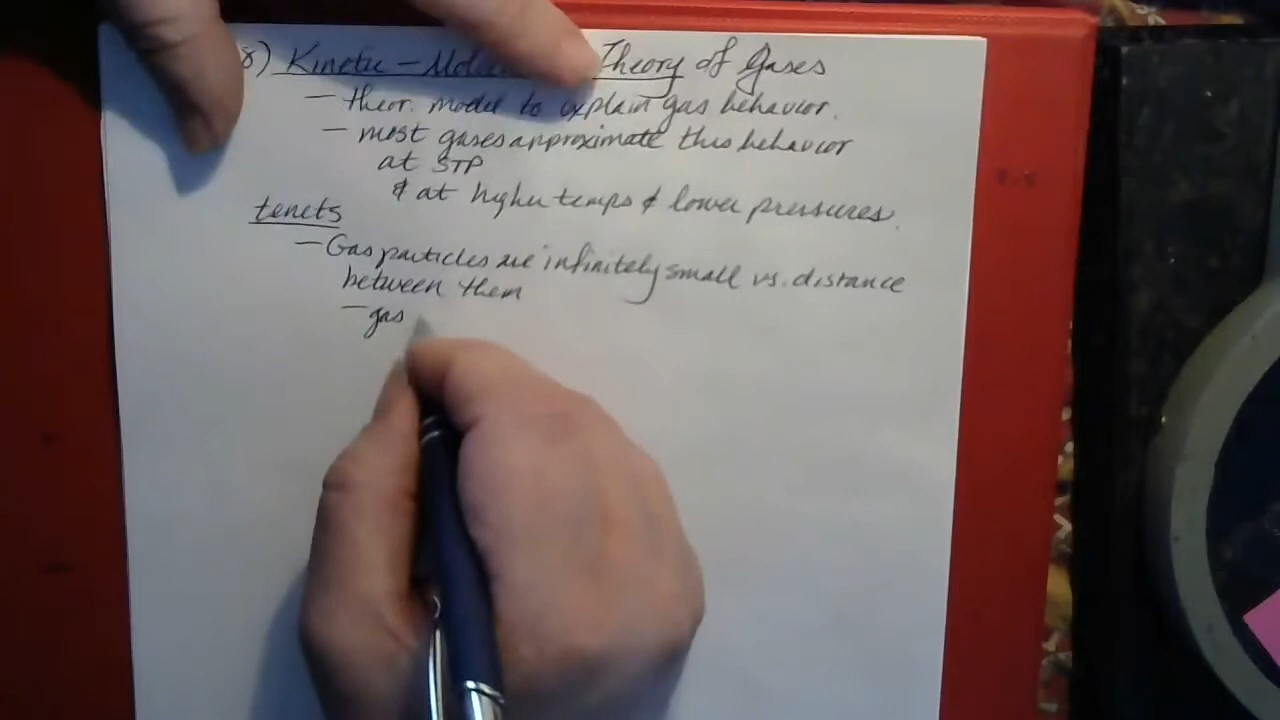 8) Kinetic - Theory of Gases
- theor. model to explain gas behavior.
- most gases approximate this behavior
at STP
& at higher temps & lower pressures.
tenets
- Gas particles are infinitely small vs. distance
between them
- gas